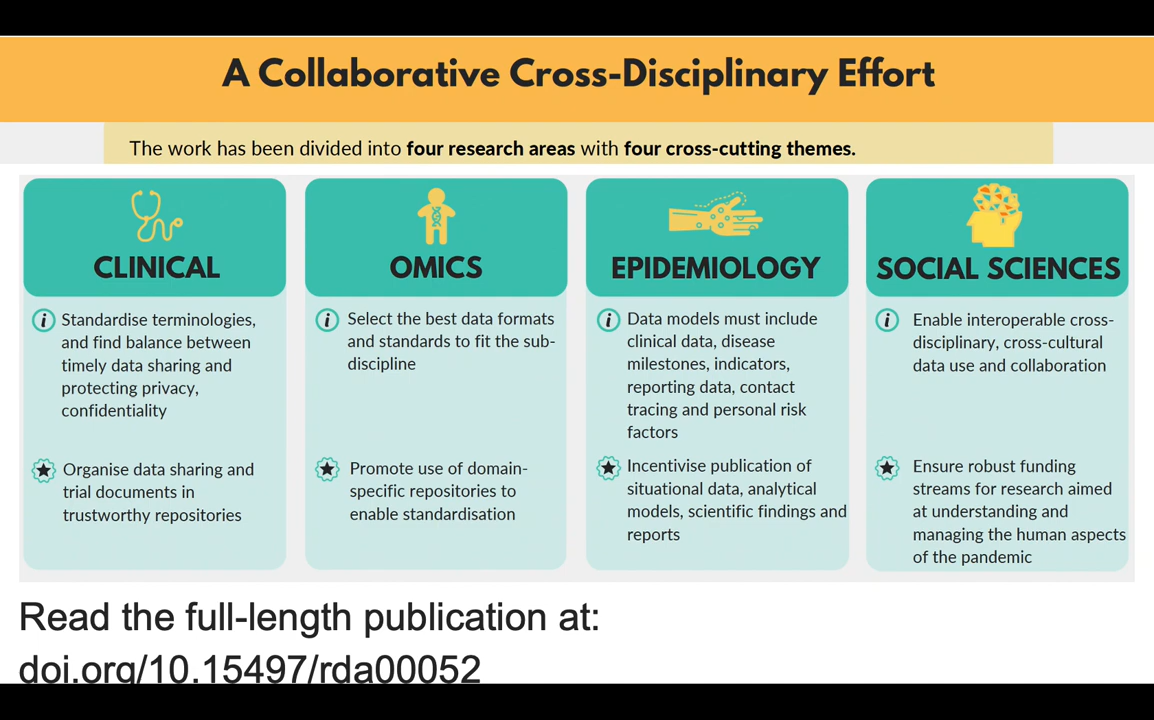 A Collaborative Cross-Disciplinary Effort
The work has been divided into four research areas with four cross-cutting themes.
CLINICAL
Standardise terminologies,
and find balance between
timely data sharing and
protecting privacy,
confidentiality
Organise data sharing and
trial documents in
trustworthy repositories
OMICS
Select the best data formats
and standards to fit the sub-
discipline
Promote use of domain-
specific repositories to
enable standardisation
EPIDEMIOLOGY
Data models must include
clinical data, disease
milestones, indicators,
reporting data, contact
tracing and personal risk
factors
Incentivise publication of
situational data, analytical
models, scientific findings and
reports
SOCIAL SCIENCES
Enable interoperable cross-
disciplinary, cross-cultural
data use and collaboration
Ensure robust funding
streams for research aimed
at understanding and
managing the human aspects
of the pandemic
Read the full-length publication at:
doi.org/10.15497/rda00052